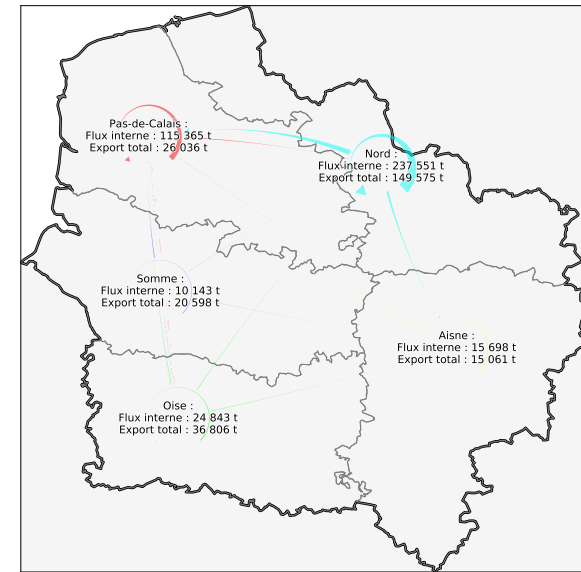 Pas-de-Calais :
Flux interne : 115 365 t
Export total : 26 036 t
Nord :
Flux interne : 237 551 t
Export total : 149 575 t
Somme :
Flux interne : 10 143 t
Export total : 20 598 t
Aisne :
Flux interne : 15 698 t
Export total : 15 061 t
Oise :
Flux interne : 24 843 t
Export total : 36 806 t